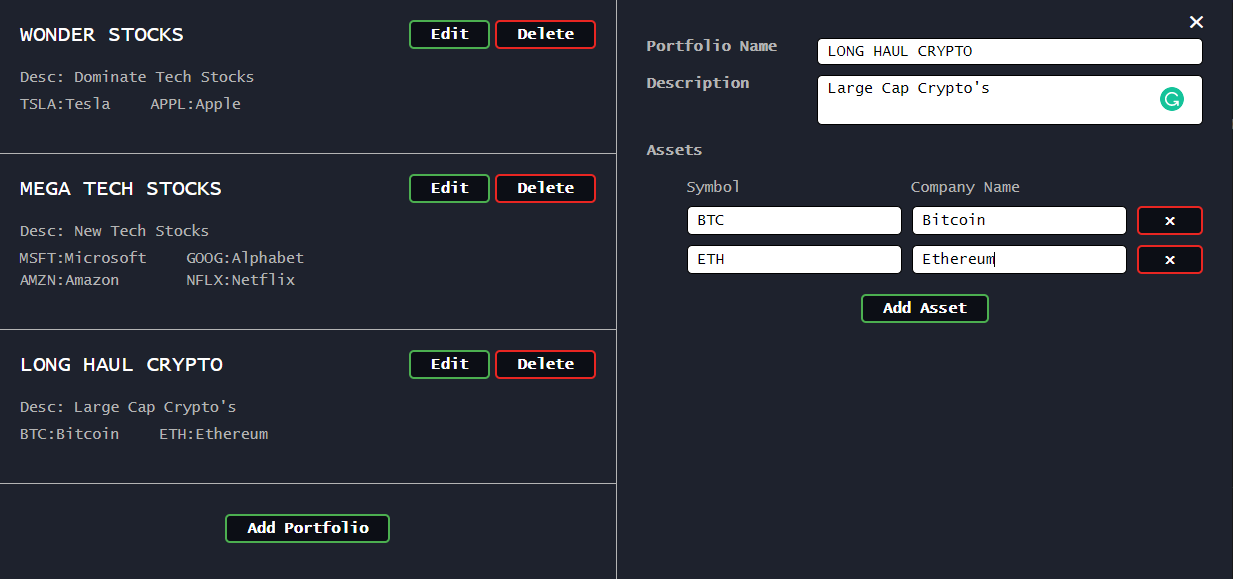 WONDER STOCKS Edit Delete
Desc: Dominate Tech Stocks
TSLA:Tesla APPL:Apple
MEGA TECH STOCKS Edit Delete
Desc: New Tech Stocks
MSFT:Microsoft GOOG:Alphabet
AMZN:Amazon NFLX:Netflix
LONG HAUL CRYPTO Edit Delete
Desc: Large Cap Crypto's
BTC:Bitcoin ETH:Ethereum
Add Portfolio
×
Portfolio Name LONG HAUL CRYPTO
Description Large Cap Crypto's
Assets
Symbol Company Name
BTC Bitcoin ×
ETH Ethereum ×
Add Asset